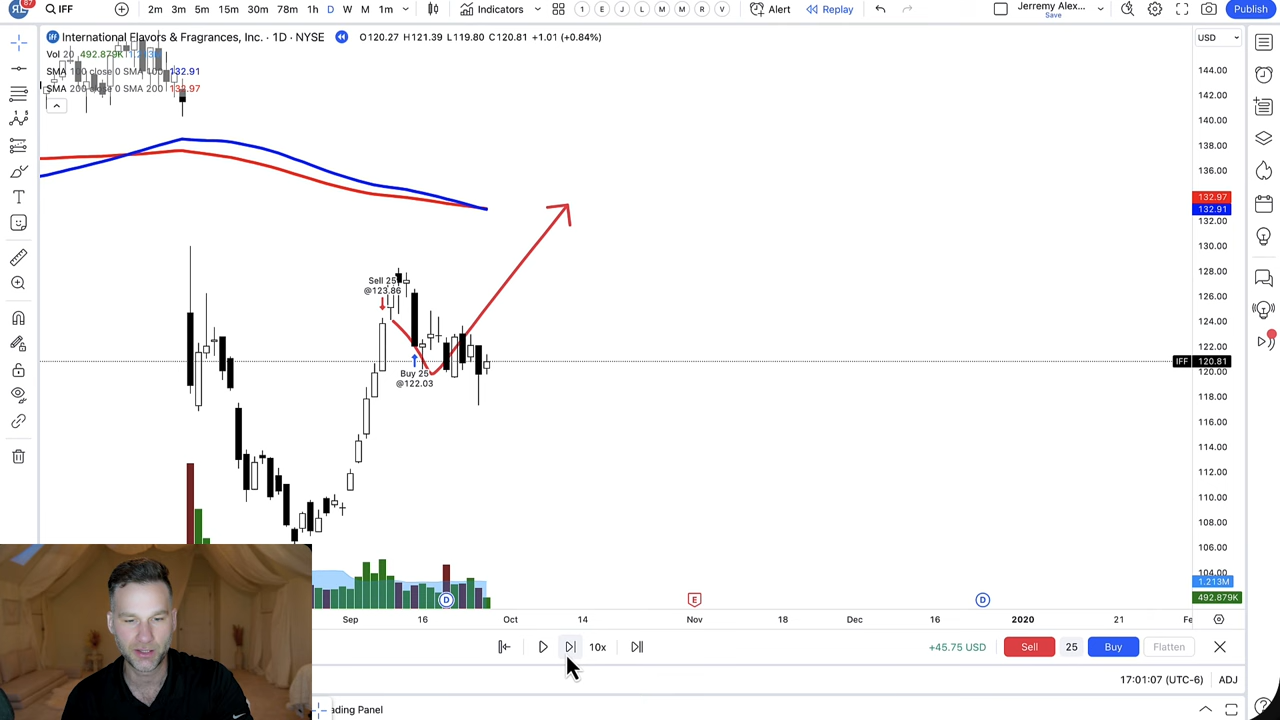 87
IFF
2m 3m 5m 15m 30m 78m 1h D W M 1m
Indicators
1 E J L M M R V
Alert
Replay
Jeremy Alex...
Save
Publish
International Flavors & Fragrances, Inc. · 1D · NYSE
O120.27 H121.39 L119.80 C120.81 +1.01 (+0.84%)
USD
Vol 20 492.879K
SMA 100 close 0 SMA 100 132.91
SMA 200 close 0 SMA 200 132.97
144.00
142.00
140.00
138.00
136.00
132.97
132.91
132.00
130.00
128.00
126.00
124.00
122.00
IFF 120.81
120.00
118.00
116.00
114.00
112.00
110.00
108.00
106.00
104.00
1.213M
492.879K
Sell 25
@123.86
Buy 25
@122.03
D
E
D
Sep 16 Oct 14 Nov 18 Dec 16 2020 21 Fe
10x
+45.75 USD
Sell
25
Buy
Flatten
17:01:07 (UTC-6)
ADJ
ading Panel